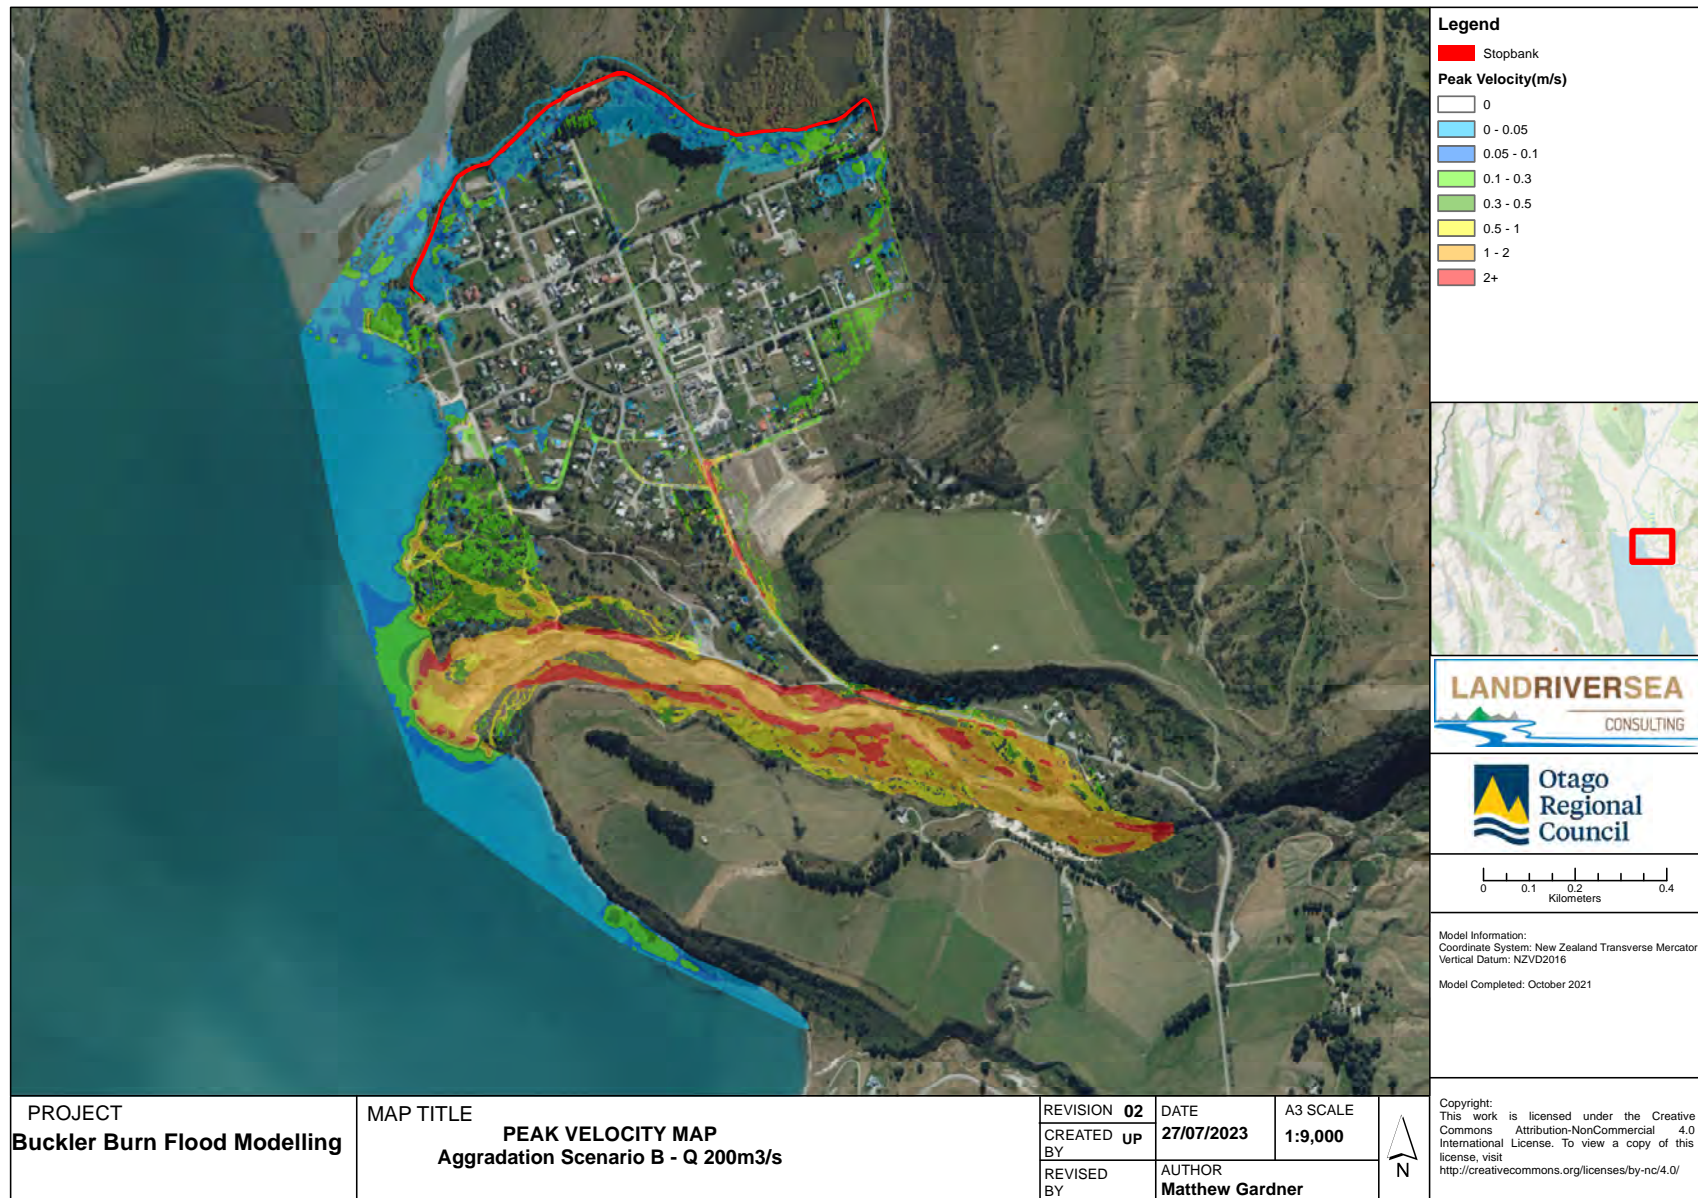 Legend
Stopbank
Peak Velocity(m/s)
0
0 - 0.05
0.05 - 0.1
0.1 - 0.3
0.3 - 0.5
0.5 - 1
1 - 2
2+
LANDRIVERSEA
CONSULTING
Otago
Regional
Council
0 0.1 0.2 0.4
Kilometers
Model Information:
Coordinate System: New Zealand Transverse Mercator
Vertical Datum: NZVD2016
Model Completed: October 2021
Copyright:
This work is licensed under the Creative
Commons Attribution-NonCommercial 4.0
International License. To view a copy of this
license, visit
http://creativecommons.org/licenses/by-nc/4.0/
PROJECT
Buckler Burn Flood Modelling
MAP TITLE
PEAK VELOCITY MAP
Aggradation Scenario B - Q 200m3/s
REVISION 02
CREATED BY UP
REVISED BY
DATE
27/07/2023
A3 SCALE
1:9,000
AUTHOR
Matthew Gardner
N